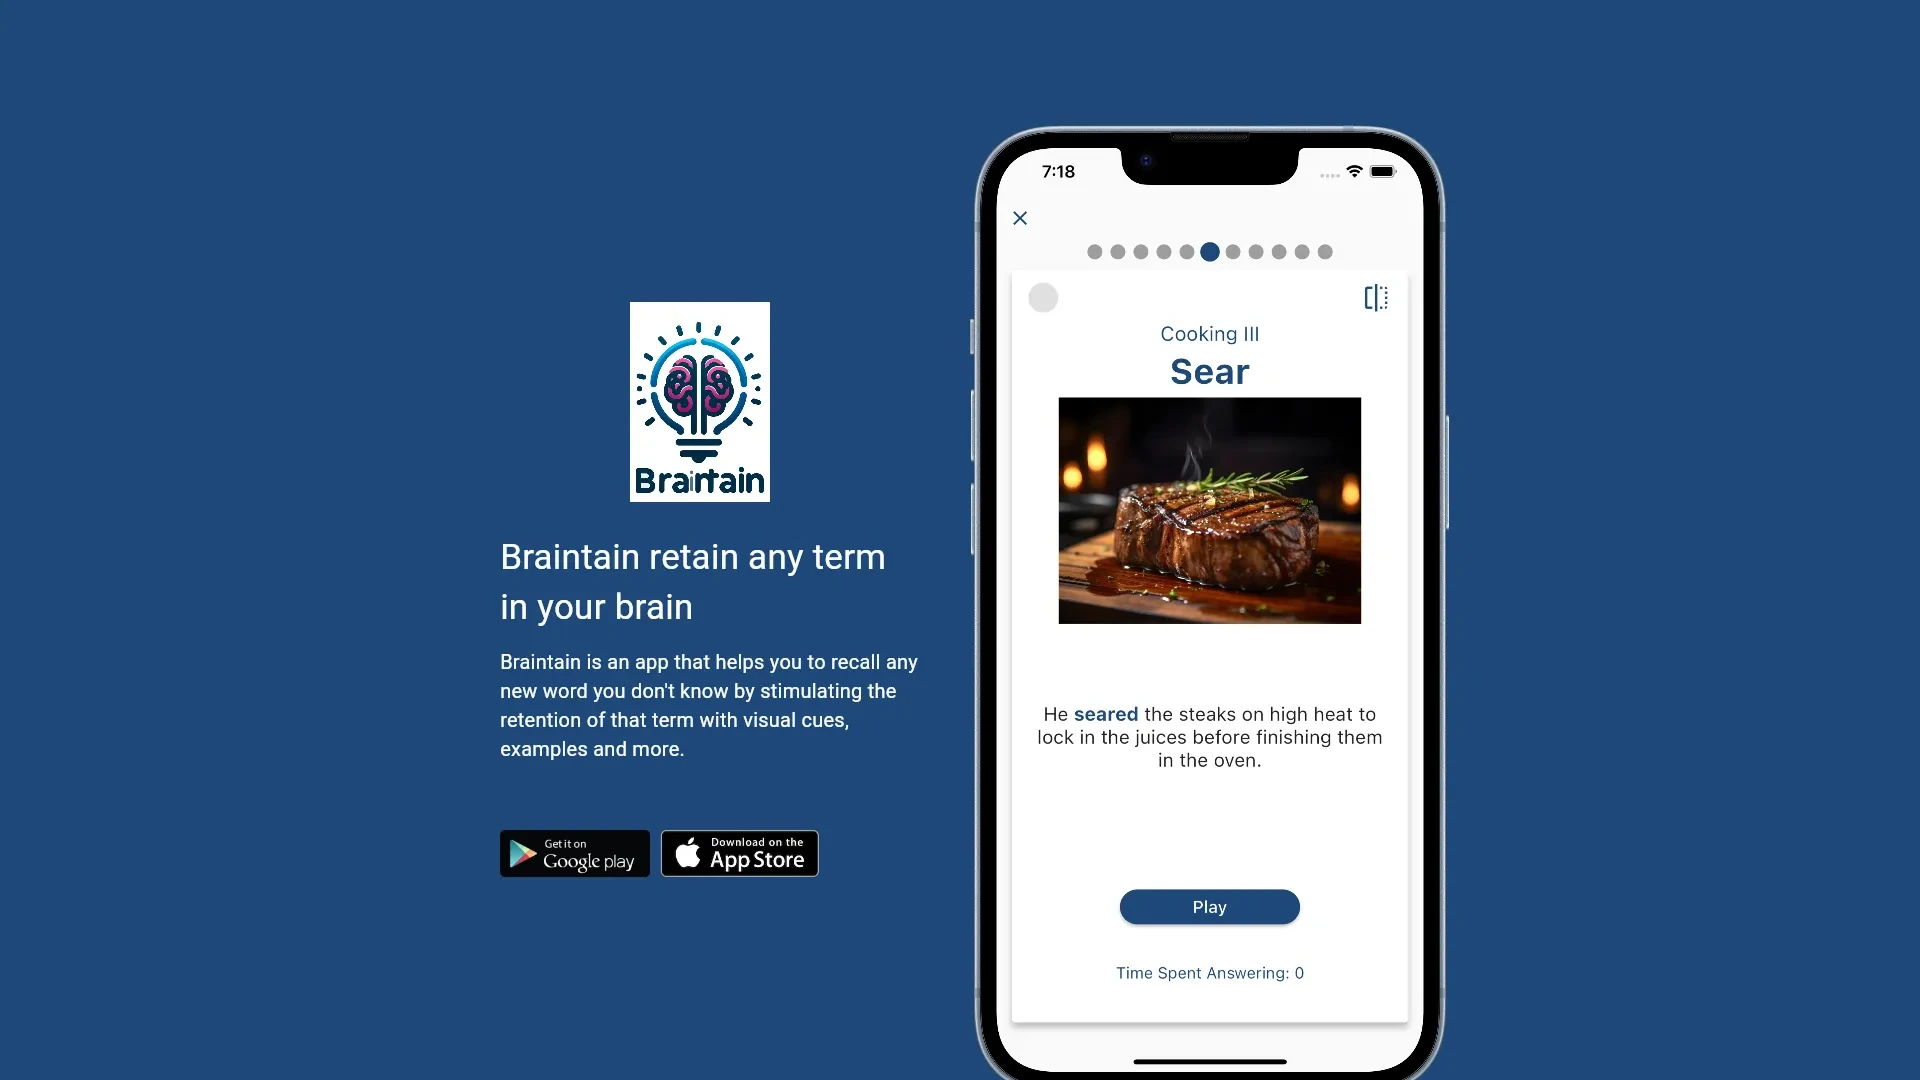 Braintain
Braintain retain any term
in your brain
Braintain is an app that helps you to recall any
new word you don't know by stimulating the
retention of that term with visual cues,
examples and more.
Get it on
Google play
Download on the
App Store
7:18
Cooking III
Sear
He seared the steaks on high heat to
lock in the juices before finishing them
in the oven.
Play
Time Spent Answering: 0